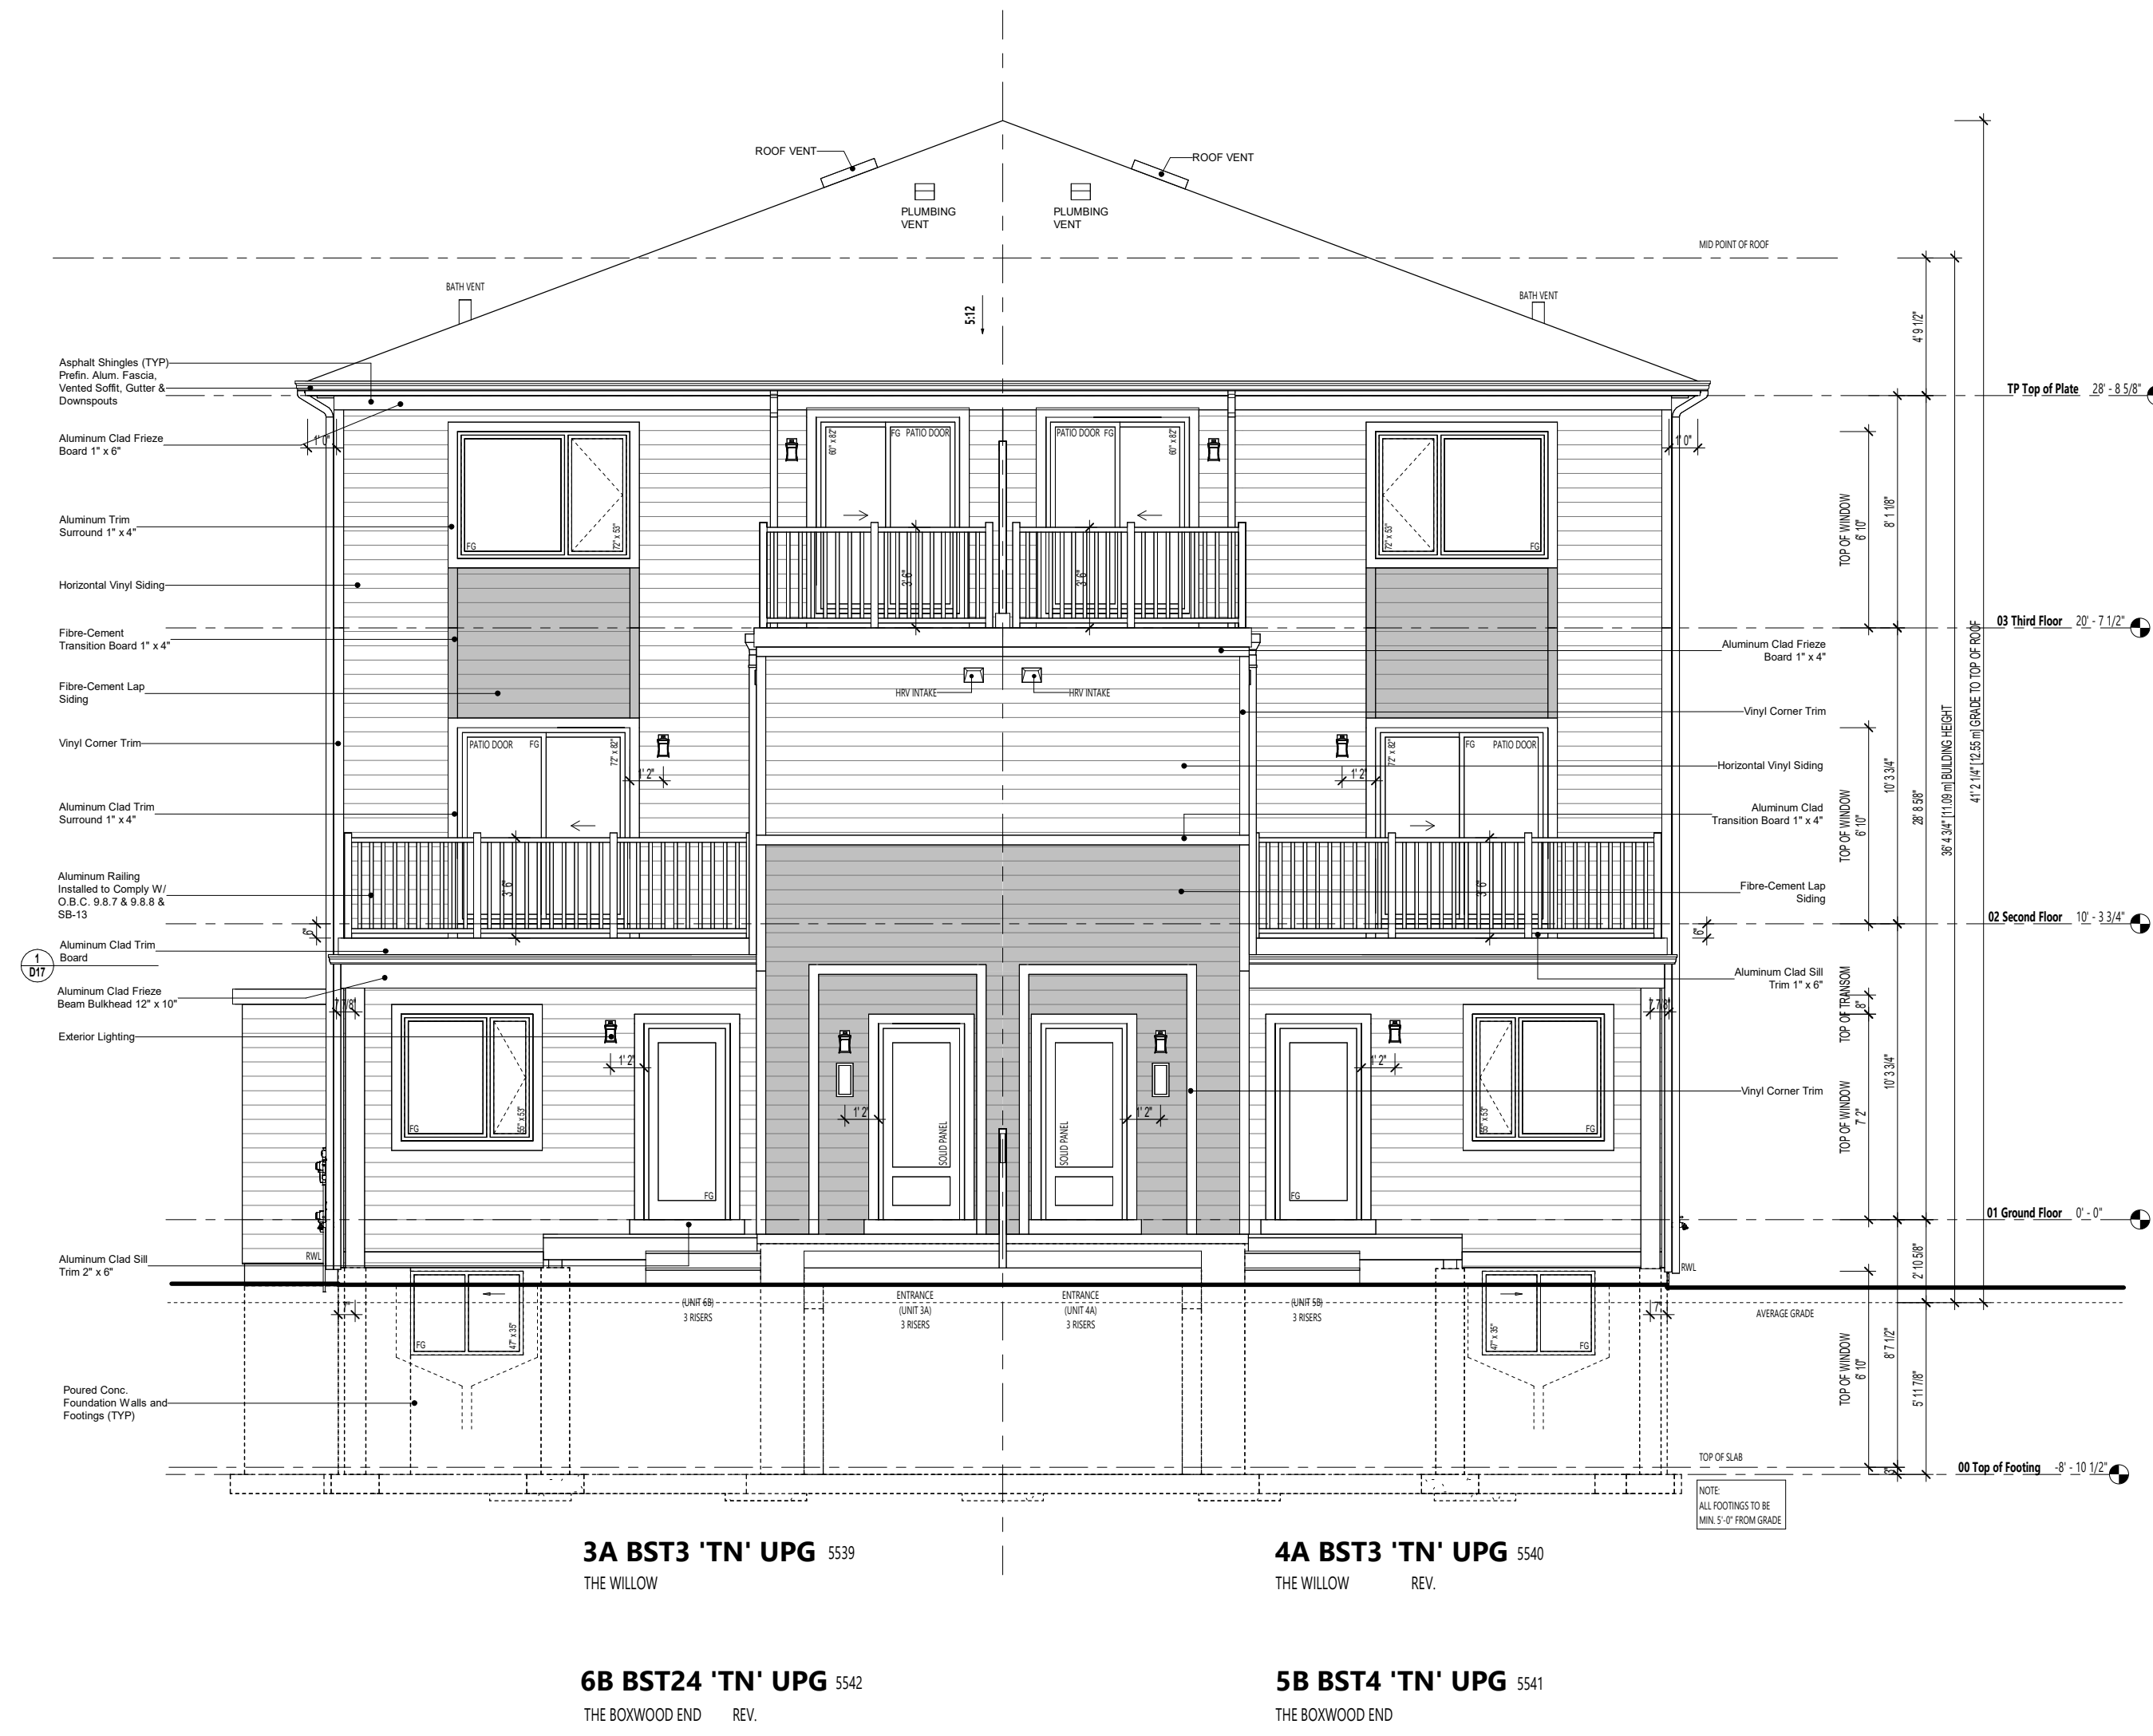 ROOF VENT
ROOF VENT
PLUMBING
VENT
PLUMBING
VENT
MID POINT OF ROOF
BATH VENT
BATH VENT
5:12
4' 9 1/2"
Asphalt Shingles (TYP)
Prefin. Alum. Fascia,
Vented Soffit, Gutter &
Downspouts
TP Top of Plate 28' - 8 5/8"
Aluminum Clad Frieze
Board 1" x 6"
1' 0"
1' 0"
60" x 82"
FG PATIO DOOR
PATIO DOOR FG
60" x 82"
Aluminum Trim
Surround 1" x 4"
FG
72" x 53"
72" x 53"
FG
TOP OF WINDOW
6' 10"
8' 1 1/8"
Horizontal Vinyl Siding
3' 6"
3' 6"
03 Third Floor 20' - 7 1/2"
Fibre-Cement
Transition Board 1" x 4"
Aluminum Clad Frieze
Board 1" x 4"
Fibre-Cement Lap
Siding
HRV INTAKE
HRV INTAKE
Vinyl Corner Trim
Vinyl Corner Trim
PATIO DOOR FG
72" x 82"
72" x 82"
FG PATIO DOOR
1' 2"
1' 2"
Horizontal Vinyl Siding
Aluminum Clad Trim
Surround 1" x 4"
Aluminum Clad
Transition Board 1" x 4"
TOP OF WINDOW
6' 10"
10' 3 3/4"
28' 8 5/8"
36' 4 3/4" [11.09 m] BUILDING HEIGHT
41' 2 1/4" [12.55 m] GRADE TO TOP OF ROOF
Aluminum Railing
Installed to Comply W/
O.B.C. 9.8.7 & 9.8.8 &
SB-13
3' 6"
3' 6"
Fibre-Cement Lap
Siding
02 Second Floor 10' - 3 3/4"
6"
6"
1
D17
Aluminum Clad Trim
Board
Aluminum Clad Sill
Trim 1" x 6"
Aluminum Clad Frieze
Beam Bulkhead 12" x 10"
7 7/8"
7 7/8"
TOP OF TRANSOM
8"
Exterior Lighting
1' 2"
1' 2"
1' 2"
1' 2"
FG
55" x 53"
55" x 53"
FG
SOLID PANEL
SOLID PANEL
FG
FG
Vinyl Corner Trim
TOP OF WINDOW
7' 2"
10' 3 3/4"
01 Ground Floor 0' - 0"
Aluminum Clad Sill
Trim 2" x 6"
RWL
RWL
2' 10 5/8"
(UNIT 6B)
3 RISERS
ENTRANCE
(UNIT 3A)
3 RISERS
ENTRANCE
(UNIT 4A)
3 RISERS
(UNIT 5B)
3 RISERS
7"
7"
AVERAGE GRADE
FG
47" x 35"
47" x 35"
FG
Poured Conc.
Foundation Walls and
Footings (TYP)
TOP OF WINDOW
6' 10"
8' 7 1/2"
5' 11 7/8"
TOP OF SLAB
3"
00 Top of Footing -8' - 10 1/2"
NOTE:
ALL FOOTINGS TO BE
MIN. 5'-0" FROM GRADE
3A BST3 'TN' UPG 5539
THE WILLOW
4A BST3 'TN' UPG 5540
THE WILLOW REV.
6B BST24 'TN' UPG 5542
THE BOXWOOD END REV.
5B BST4 'TN' UPG 5541
THE BOXWOOD END